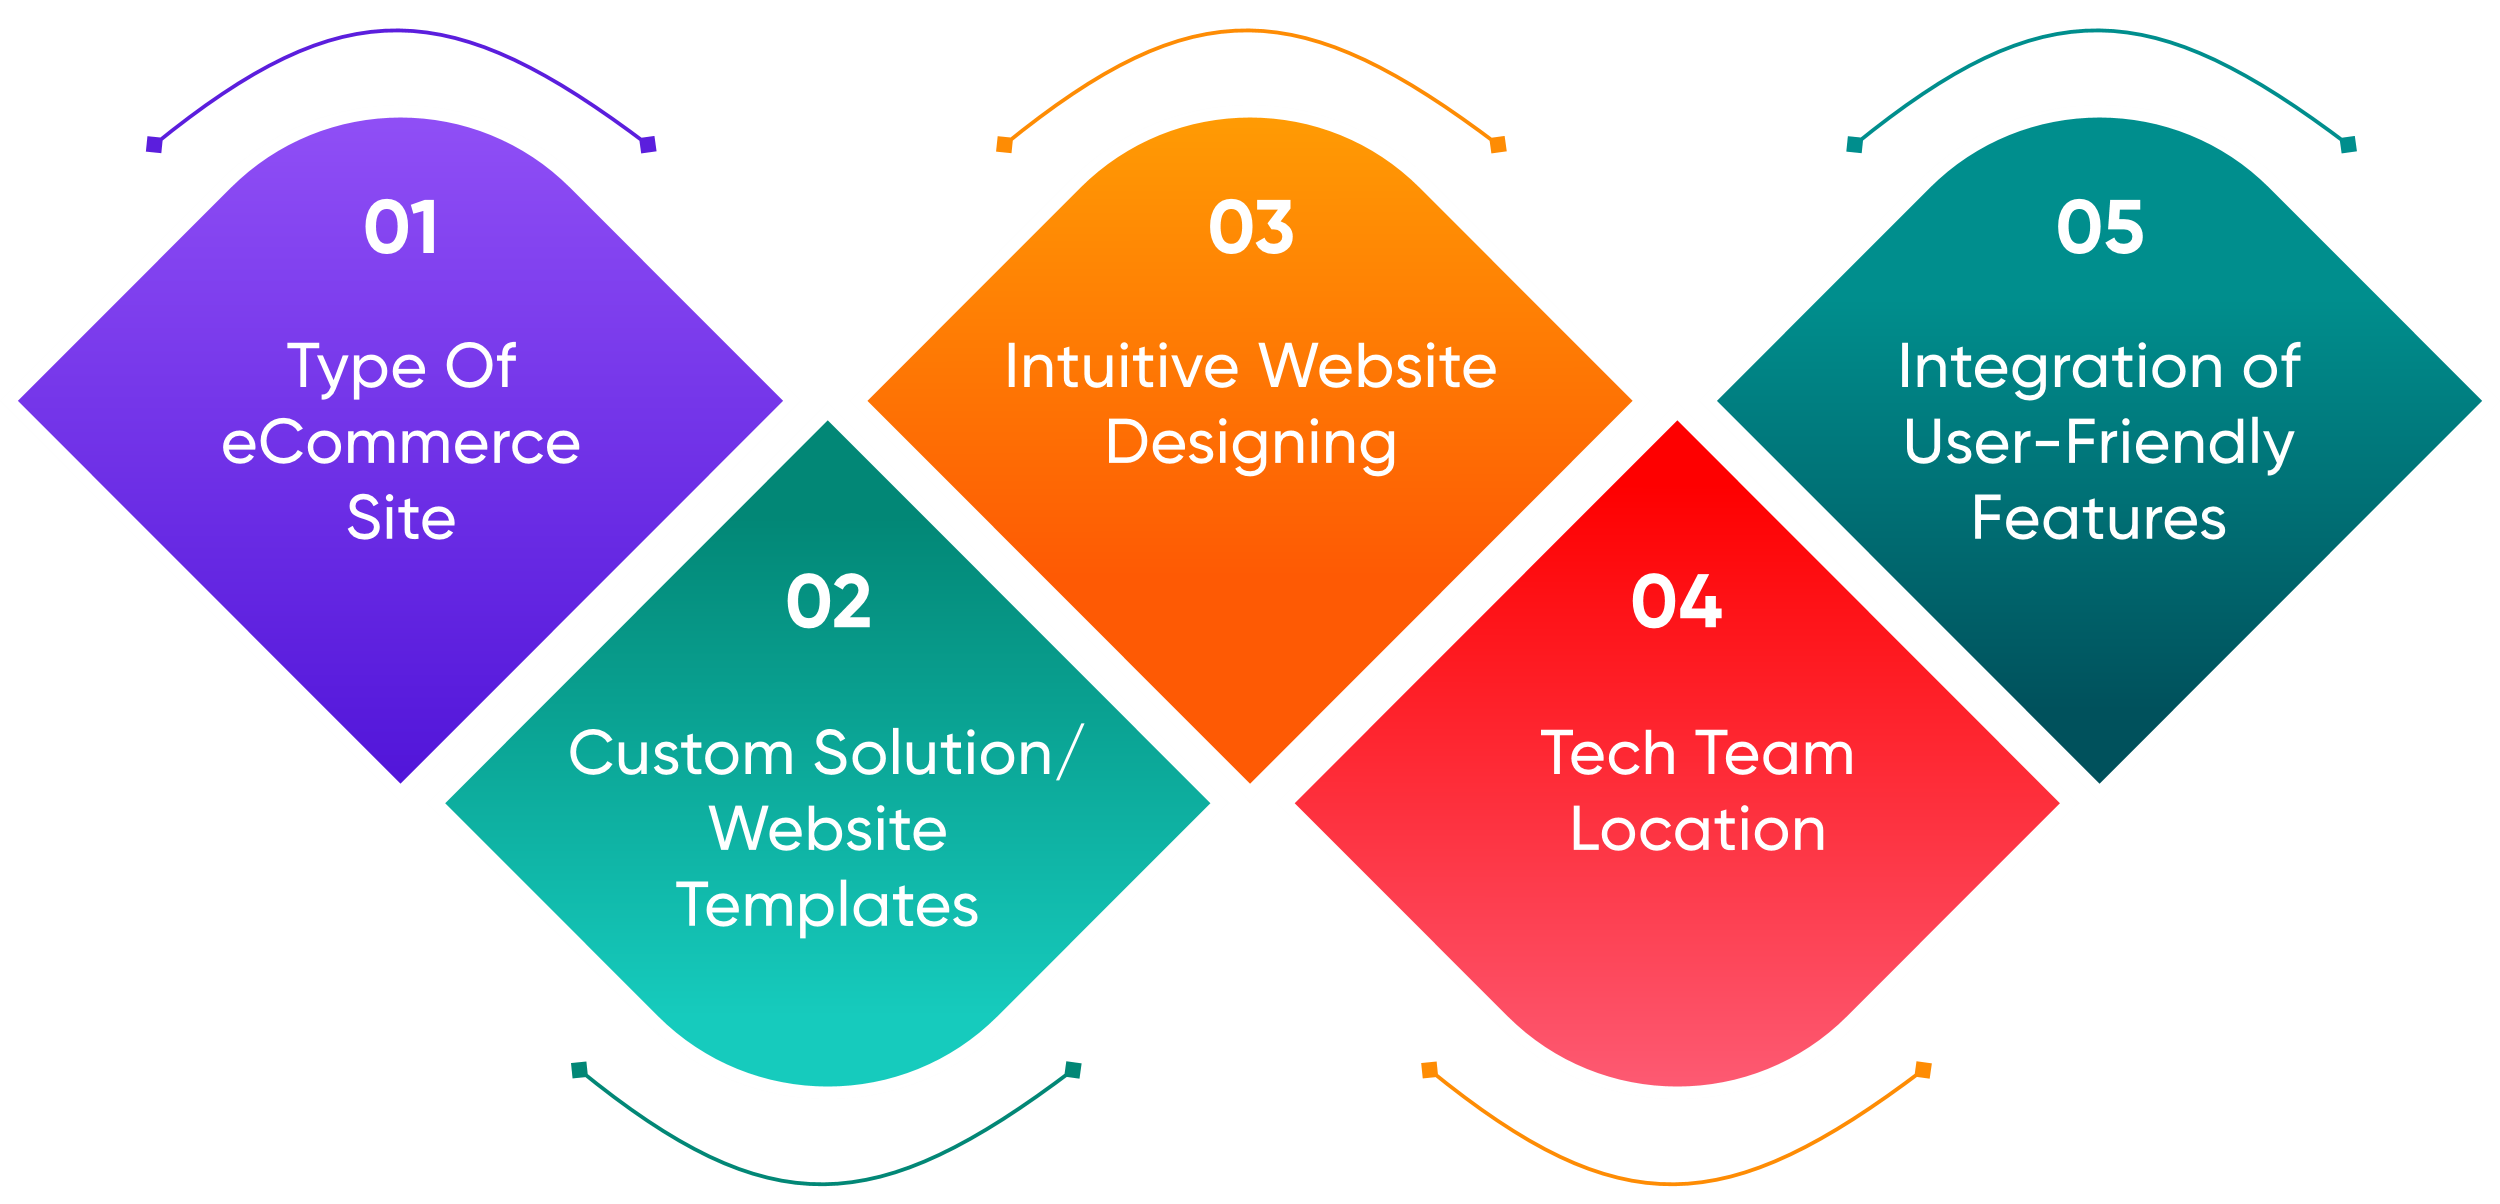 01
Type Of
eCommerce
Site
02
Custom Solution/
Website
Templates
03
Intuitive Website
Designing
04
Tech Team
Location
05
Integration of
User-Friendly
Features